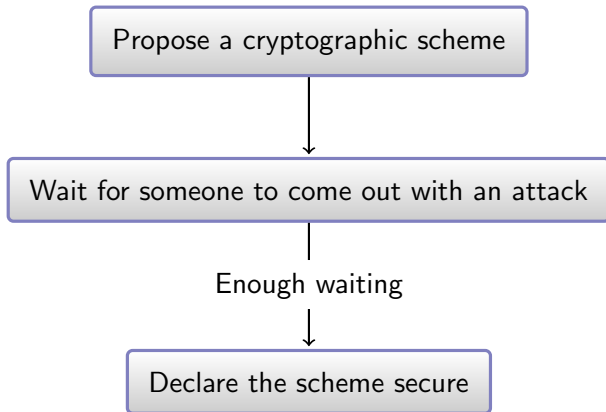 Propose a cryptographic scheme
Wait for someone to come out with an attack
Enough waiting
Declare the scheme secure